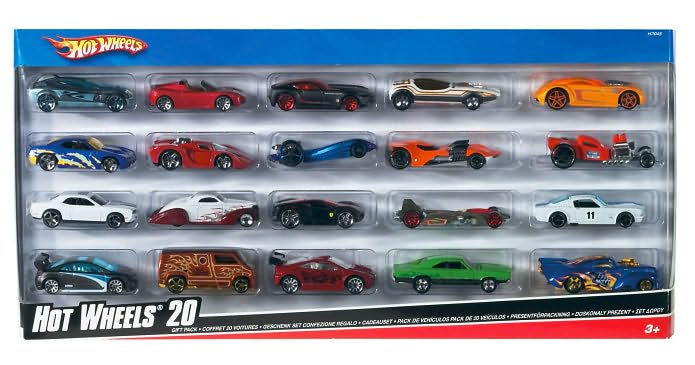 HOT WHEELS
H7045
11
HOT WHEELS® 20
GIFT PACK • COFFRET 20 VOITURES • GESCHENK SET CONFEZIONE REGALO • CADEAUSET • PACK DE VEHÍCULOS PACK DE 20 VEÍCULOS • PRESENTFÖRPACKNING • DOSKONAŁY PREZENT • ΣΕΤ ΔΩΡΟΥ
3+